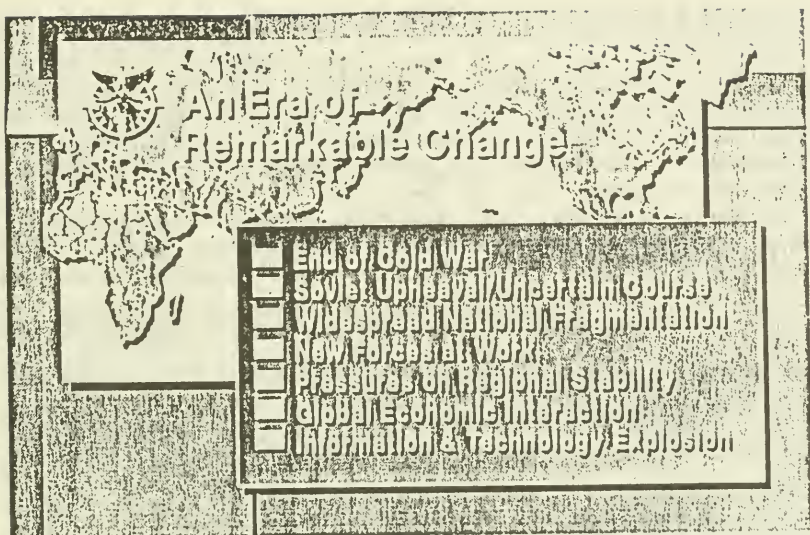 An Era of
Remarkable Change
End of Cold War
Soviet Upheaval/Uncertain Course
Widespread National Fragmentation
New Forces at Work
Pressures on Regional Stability
Global Economic Interaction
Information & Technology Explosion